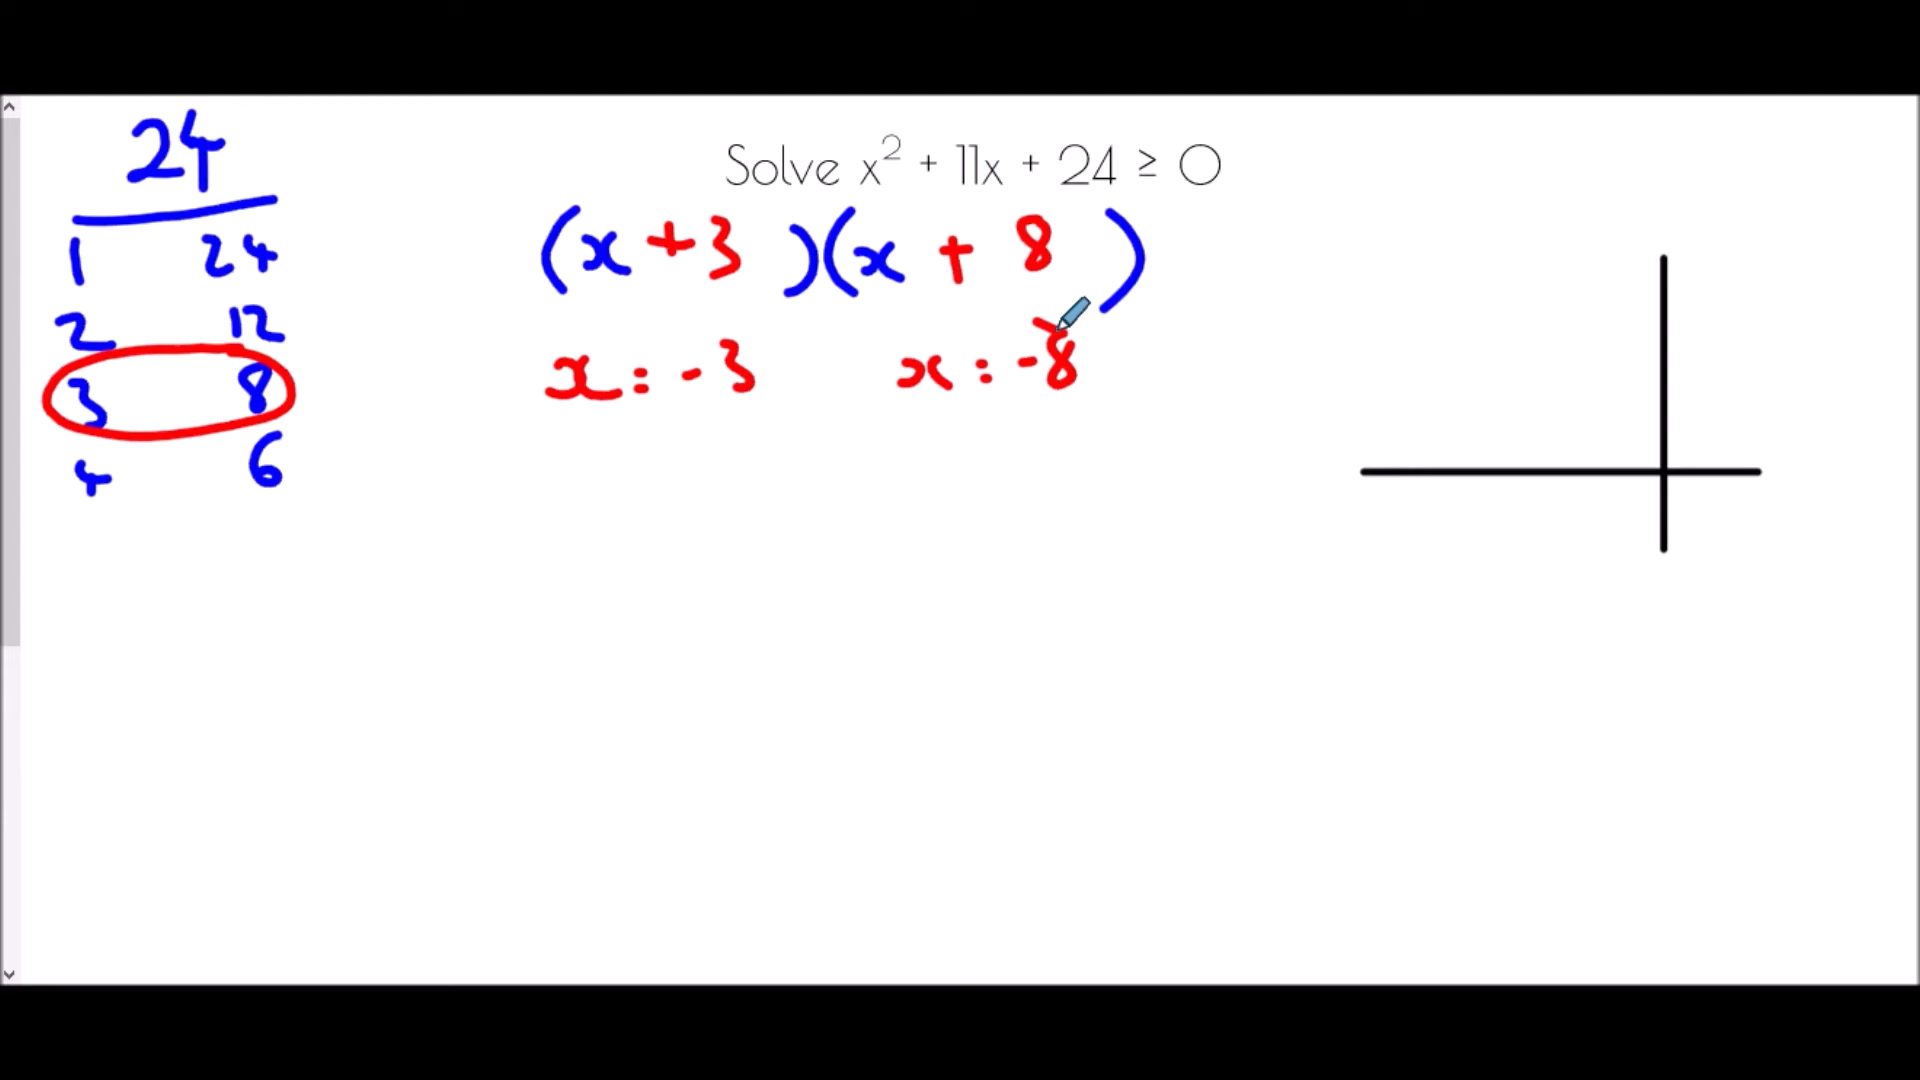 24
1 24
2 12
3 8
4 6
Solve x² + 11x + 24 ≥ 0
(x + 3 )(x + 8 )
x = -3 x = -8